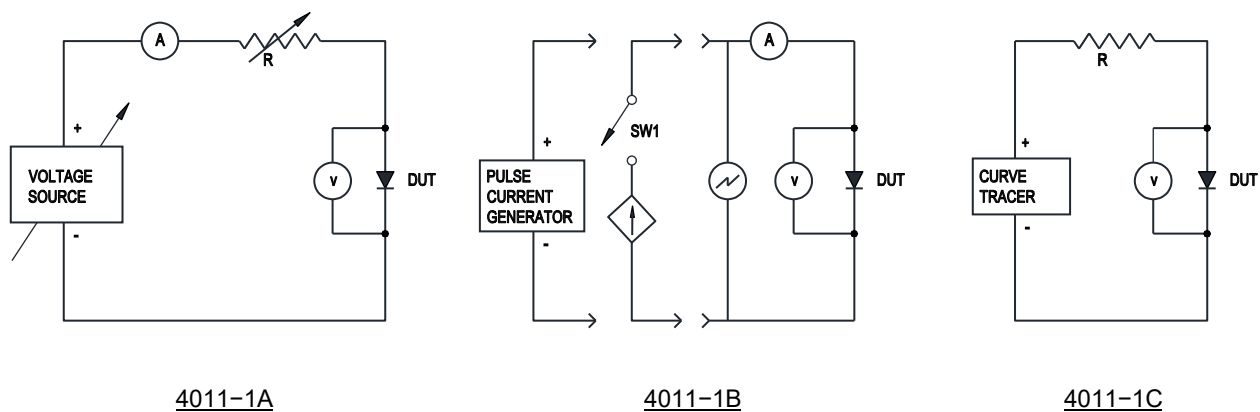 A
R
+
VOLTAGE
SOURCE
-
V
DUT
4011−1A
A
SW1
+
PULSE
CURRENT
GENERATOR
-
V
DUT
4011−1B
R
+
CURVE
TRACER
-
V
DUT
4011−1C